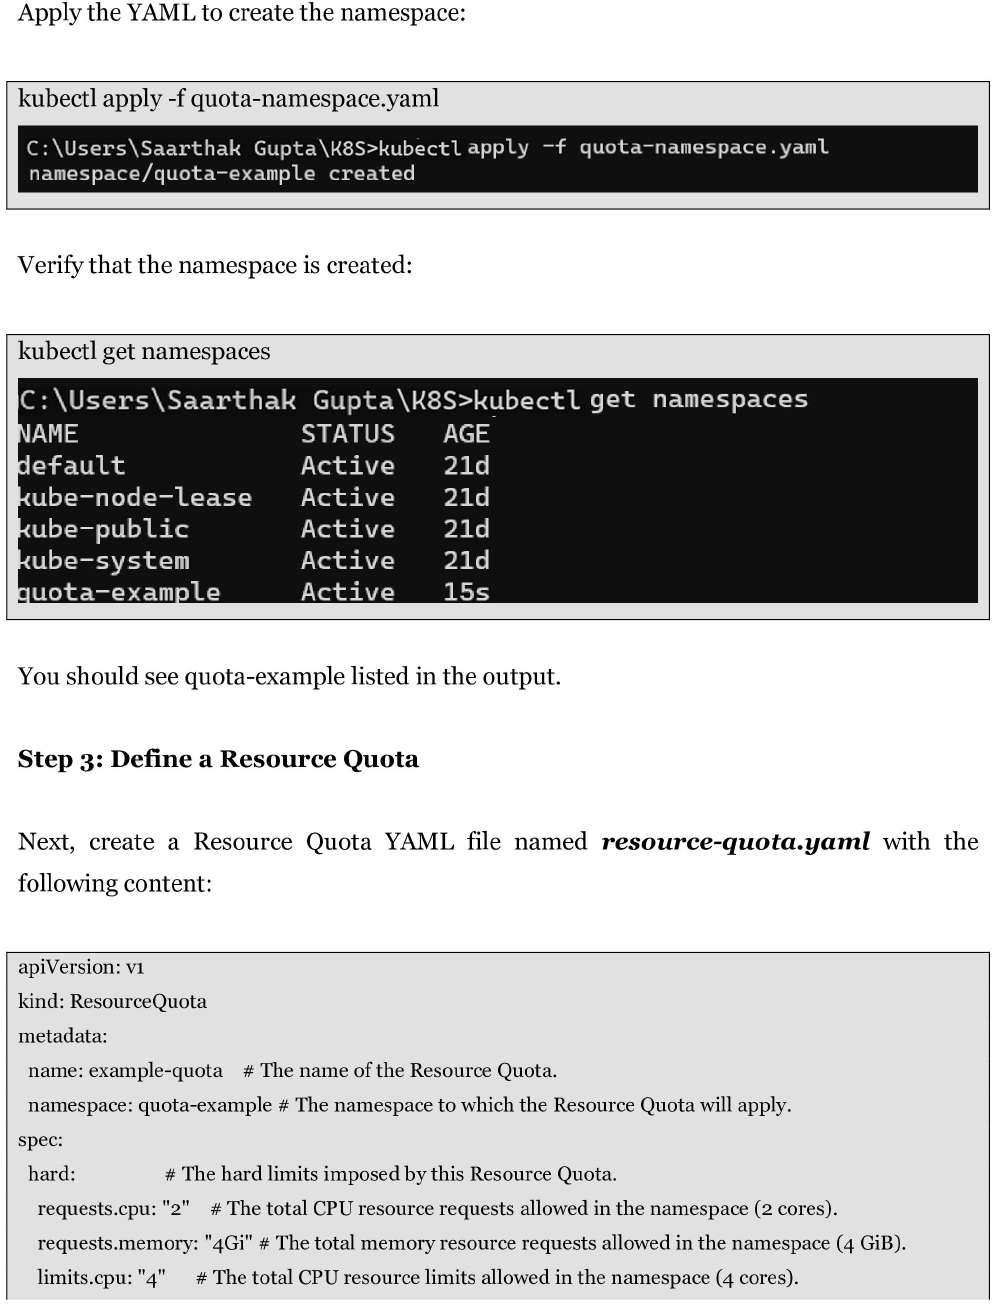 Apply the YAML to create the namespace:
kubectl apply -f quota-namespace.yaml
C:\Users\Saarthak Gupta\K8S>kubectl apply -f quota-namespace.yaml
namespace/quota-example created
Verify that the namespace is created:
kubectl get namespaces
C:\Users\Saarthak Gupta\K8S>kubectl get namespaces
NAME STATUS AGE
default Active 21d
kube-node-lease Active 21d
kube-public Active 21d
kube-system Active 21d
quota-example Active 15s
You should see quota-example listed in the output.
Step 3: Define a Resource Quota
Next, create a Resource Quota YAML file named resource-quota.yaml with the
following content:
apiVersion: v1
kind: ResourceQuota
metadata:
  name: example-quota # The name of the Resource Quota.
  namespace: quota-example # The namespace to which the Resource Quota will apply.
spec:
  hard: # The hard limits imposed by this Resource Quota.
    requests.cpu: "2" # The total CPU resource requests allowed in the namespace (2 cores).
    requests.memory: "4Gi" # The total memory resource requests allowed in the namespace (4 GiB).
    limits.cpu: "4" # The total CPU resource limits allowed in the namespace (4 cores).